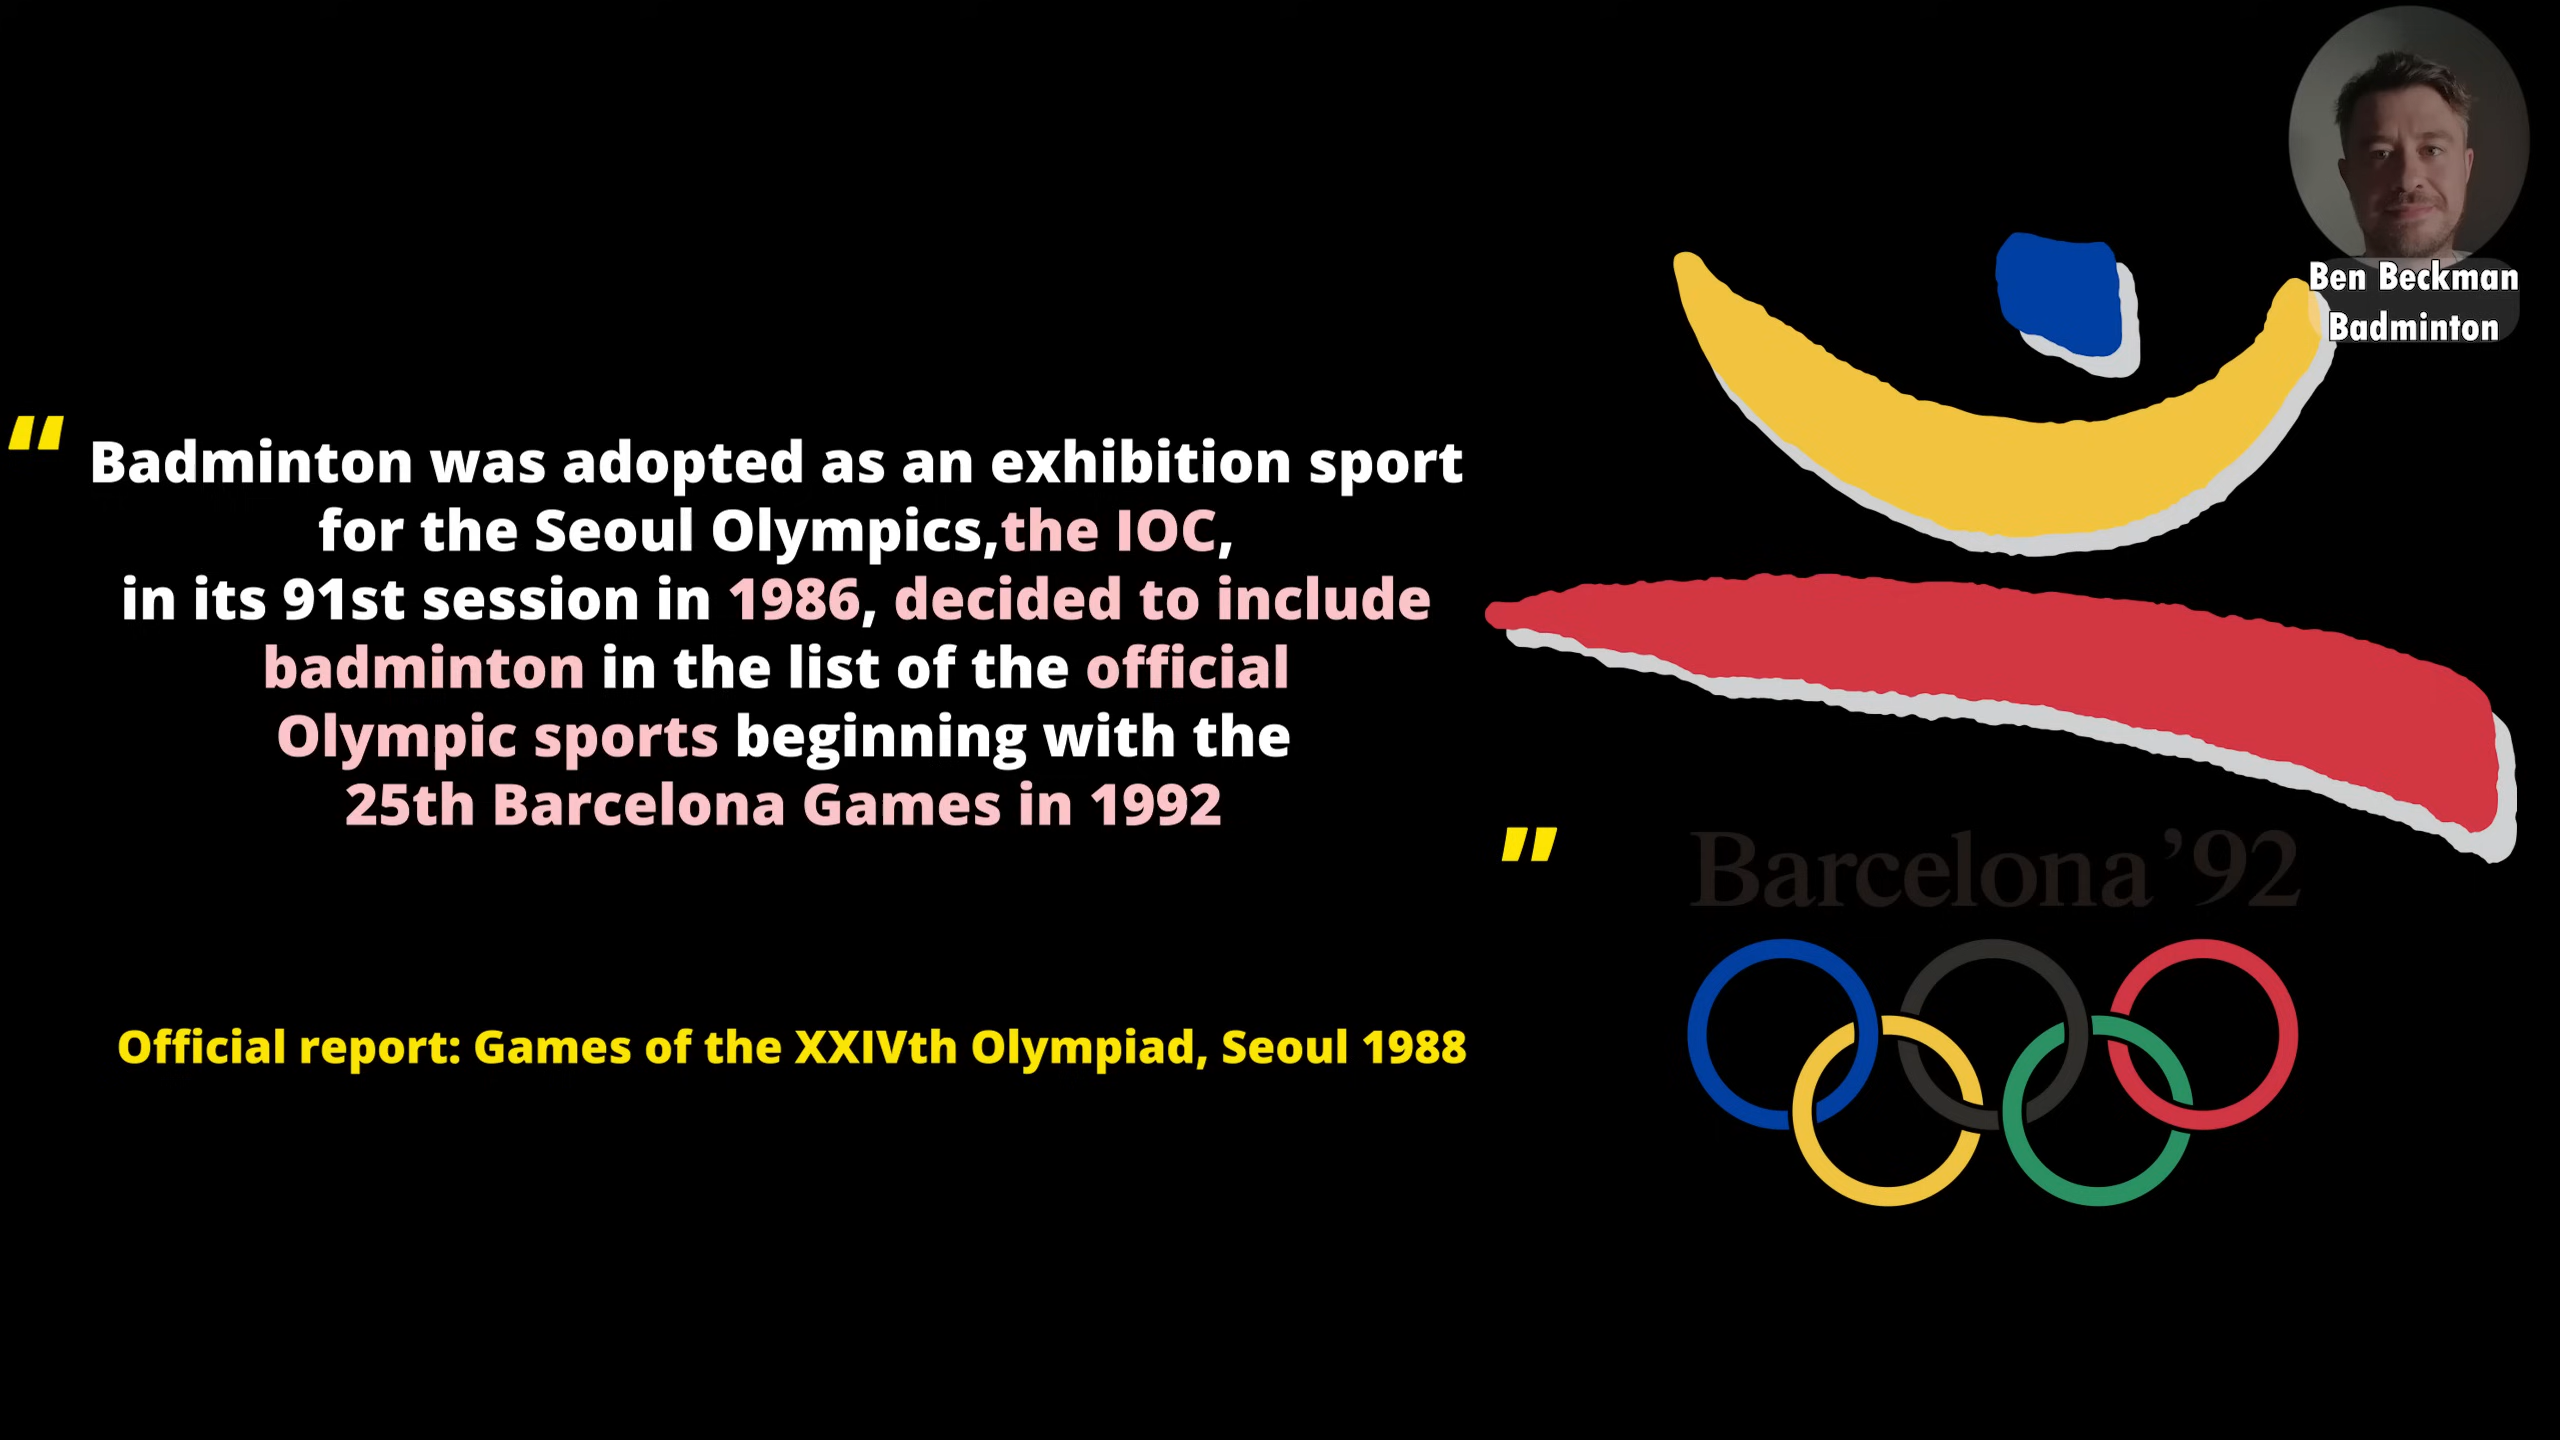 Ben Beckman
Badminton
“ Badminton was adopted as an exhibition sport
for the Seoul Olympics,the IOC,
in its 91st session in 1986, decided to include
badminton in the list of the official
Olympic sports beginning with the
25th Barcelona Games in 1992 ”
Barcelona’92
Official report: Games of the XXIVth Olympiad, Seoul 1988